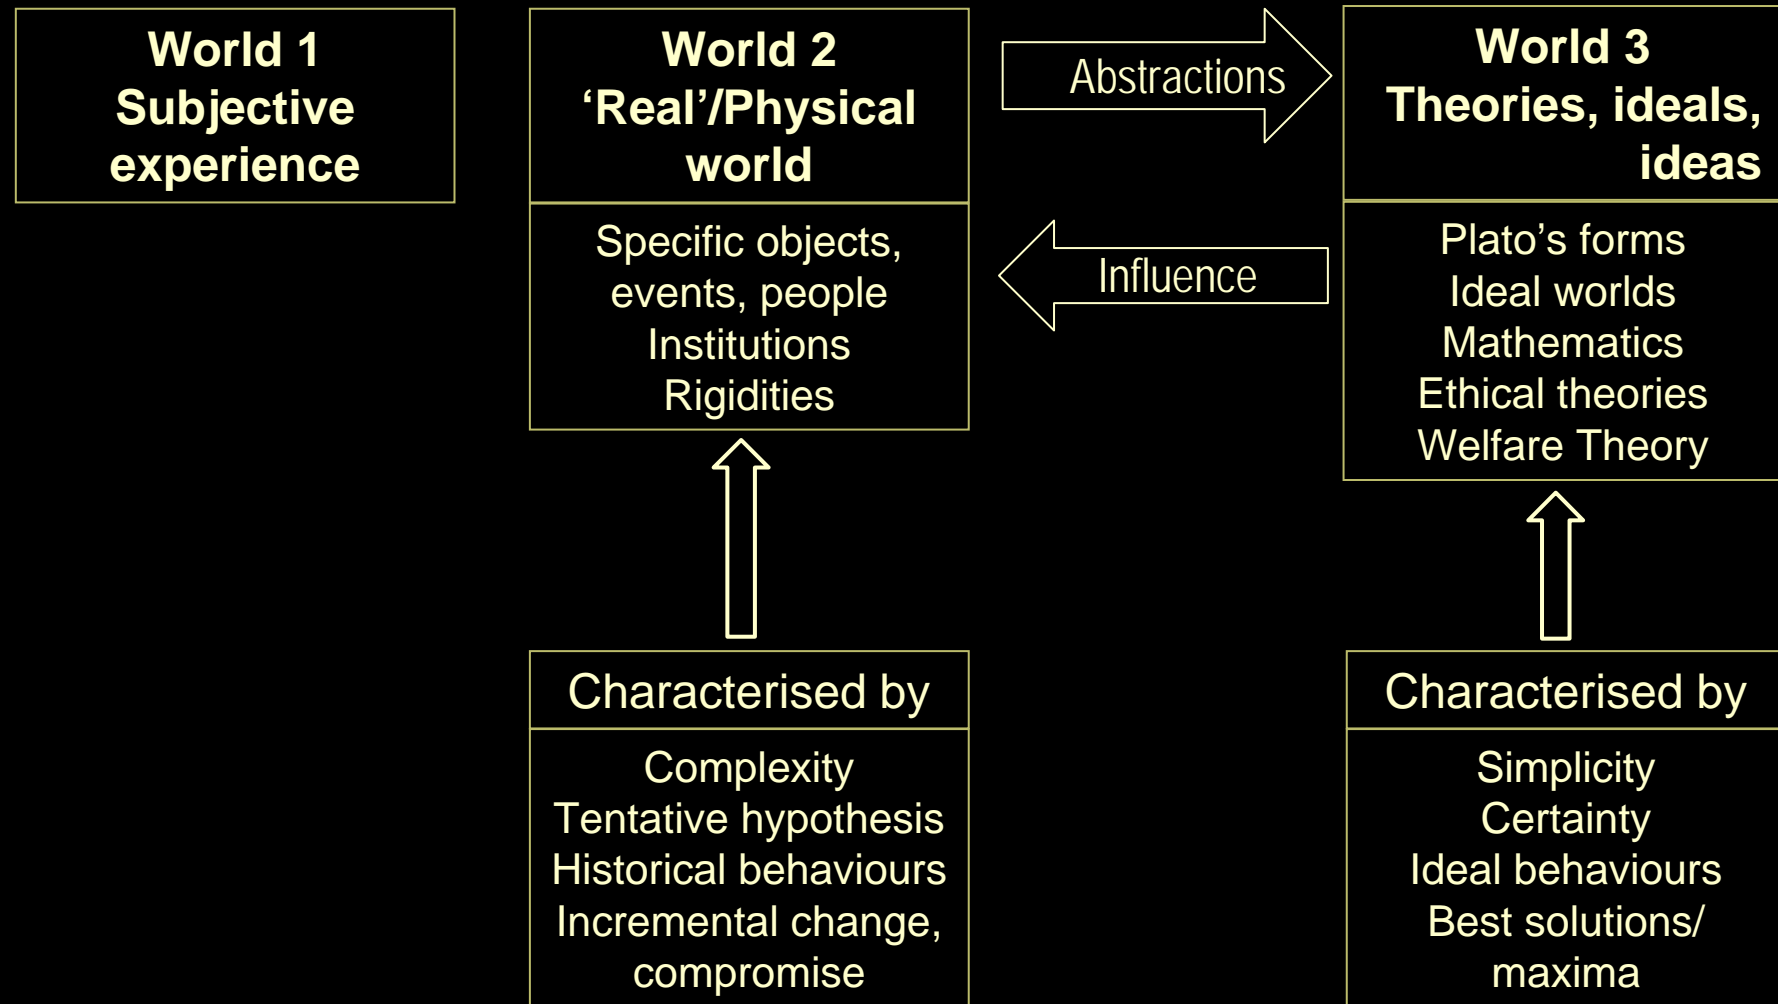 World 1
Subjective
experience
World 2
‘Real’/Physical
world
Specific objects,
events, people
Institutions
Rigidities
Abstractions
Influence
World 3
Theories, ideals,
ideas
Plato’s forms
Ideal worlds
Mathematics
Ethical theories
Welfare Theory
Characterised by
Complexity
Tentative hypothesis
Historical behaviours
Incremental change,
compromise
Characterised by
Simplicity
Certainty
Ideal behaviours
Best solutions/
maxima